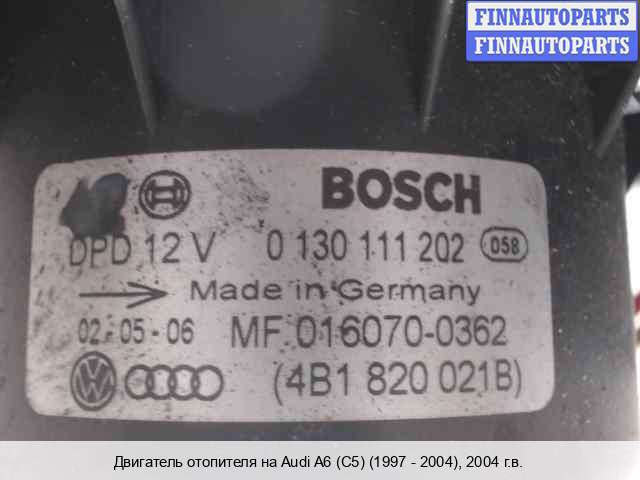 FINNAUTOPARTS
FINNAUTOPARTS
BOSCH
DPD 12 V 0 130 111 202 058
Made in Germany
02-05-06 MF 016070-0362
(4B1 820 021B)
Двигатель отопителя на Audi A6 (C5) (1997 - 2004), 2004 г.в.